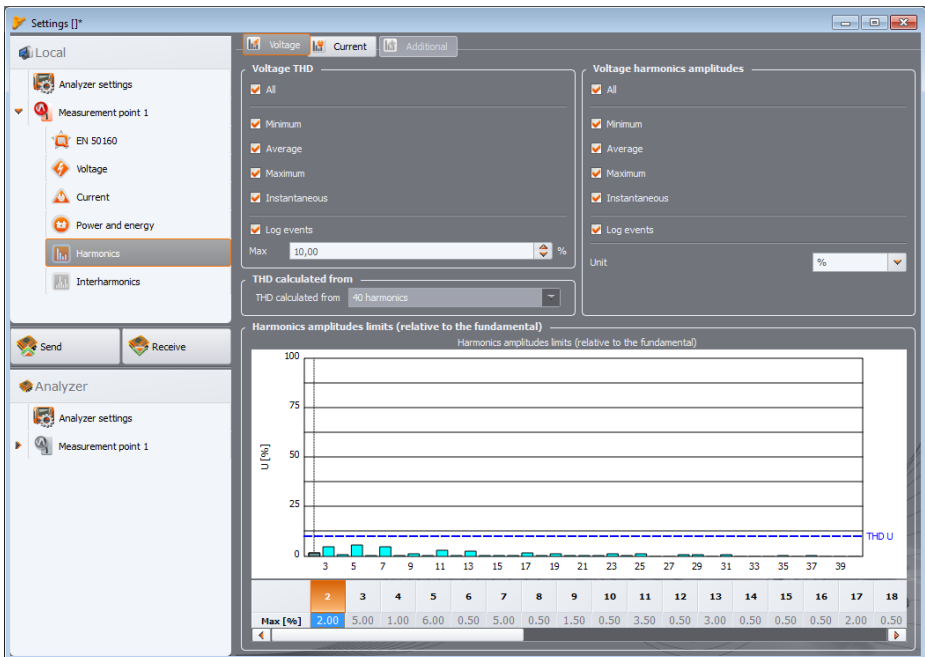 Settings []*
Local
Analyzer settings
Measurement point 1
EN 50160
Voltage
Current
Power and energy
Harmonics
Interharmonics
Send Receive
Analyzer
Analyzer settings
Measurement point 1
Voltage Current Additional
Voltage THD
All
Minimum
Average
Maximum
Instantaneous
Log events
Max 10,00 %
THD calculated from
THD calculated from 40 harmonics
Voltage harmonics amplitudes
All
Minimum
Average
Maximum
Instantaneous
Log events
Unit %
Harmonics amplitudes limits (relative to the fundamental)
Harmonics amplitudes limits (relative to the fundamental)
100
75
50
25
0
U [%]
THD U
3 5 7 9 11 13 15 17 19 21 23 25 27 29 31 33 35 37 39
2 3 4 5 6 7 8 9 10 11 12 13 14 15 16 17 18
Max [%] 2.00 5.00 1.00 6.00 0.50 5.00 0.50 1.50 0.50 3.50 0.50 3.00 0.50 0.50 0.50 2.00 0.50